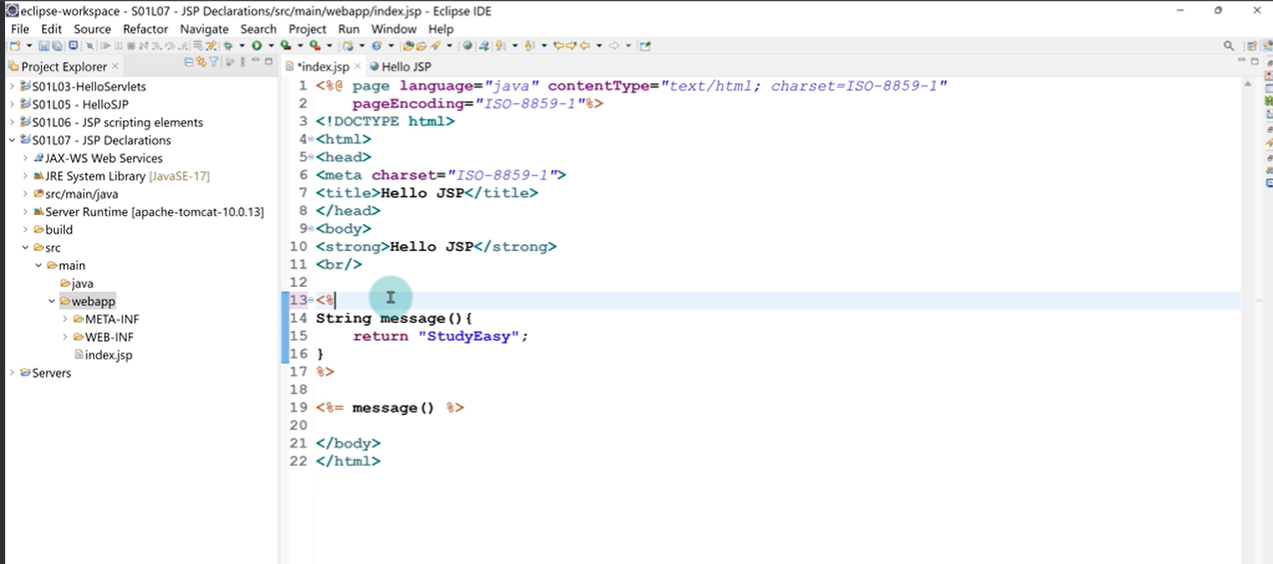 eclipse-workspace - S01L07 - JSP Declarations/src/main/webapp/index.jsp - Eclipse IDE
File Edit Source Refactor Navigate Search Project Run Window Help
Project Explorer
*index.jsp
Hello JSP
S01L03-HelloServlets
S01L05 - HelloSJP
S01L06 - JSP scripting elements
S01L07 - JSP Declarations
JAX-WS Web Services
JRE System Library [JavaSE-17]
src/main/java
Server Runtime [apache-tomcat-10.0.13]
build
src
main
java
webapp
META-INF
WEB-INF
index.jsp
Servers
1 <%@ page language="java" contentType="text/html; charset=ISO-8859-1"
2     pageEncoding="ISO-8859-1"%>
3 <!DOCTYPE html>
4 <html>
5 <head>
6 <meta charset="ISO-8859-1">
7 <title>Hello JSP</title>
8 </head>
9 <body>
10 <strong>Hello JSP</strong>
11 <br/>
12
13 <%
14 String message(){
15     return "StudyEasy";
16 }
17 %>
18
19 <%= message() %>
20
21 </body>
22 </html>